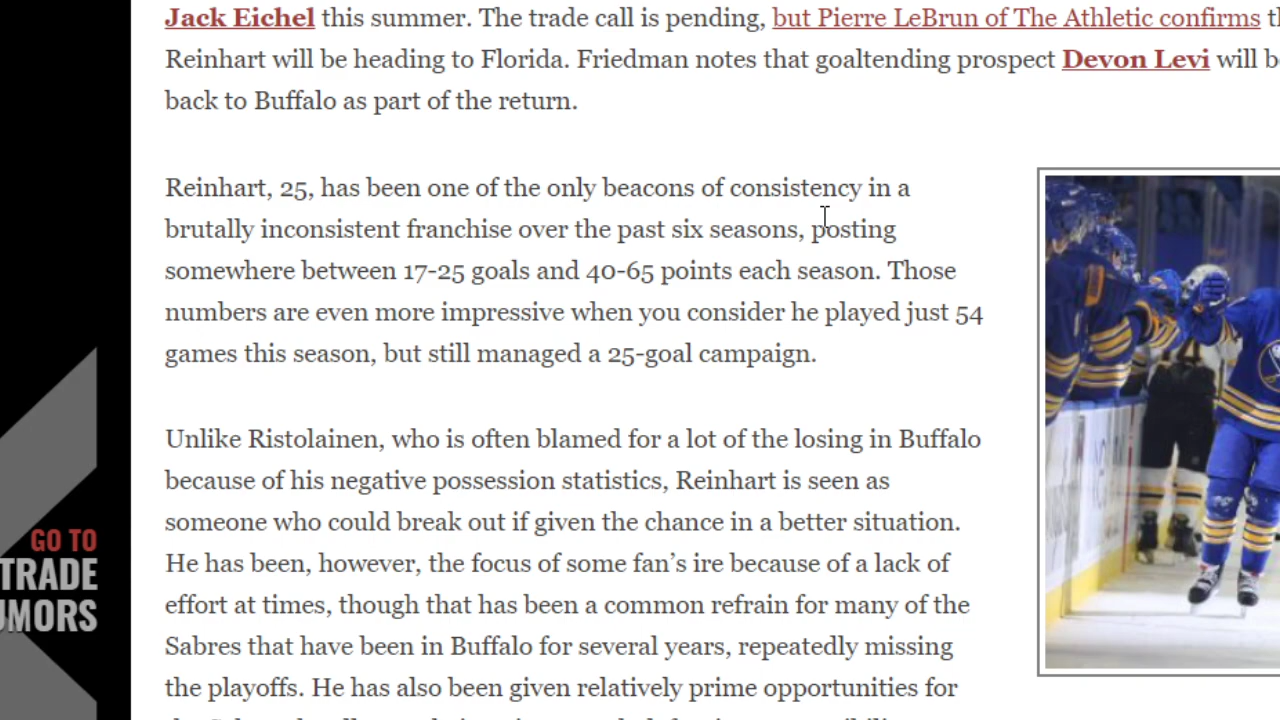 Jack Eichel this summer. The trade call is pending, but Pierre LeBrun of The Athletic confirms
Reinhart will be heading to Florida. Friedman notes that goaltending prospect Devon Levi will
back to Buffalo as part of the return.
Reinhart, 25, has been one of the only beacons of consistency in a
brutally inconsistent franchise over the past six seasons, posting
somewhere between 17-25 goals and 40-65 points each season. Those
numbers are even more impressive when you consider he played just 54
games this season, but still managed a 25-goal campaign.
Unlike Ristolainen, who is often blamed for a lot of the losing in Buffalo
because of his negative possession statistics, Reinhart is seen as
someone who could break out if given the chance in a better situation.
He has been, however, the focus of some fan’s ire because of a lack of
effort at times, though that has been a common refrain for many of the
Sabres that have been in Buffalo for several years, repeatedly missing
the playoffs. He has also been given relatively prime opportunities for
GO TO
TRADE
UMORS